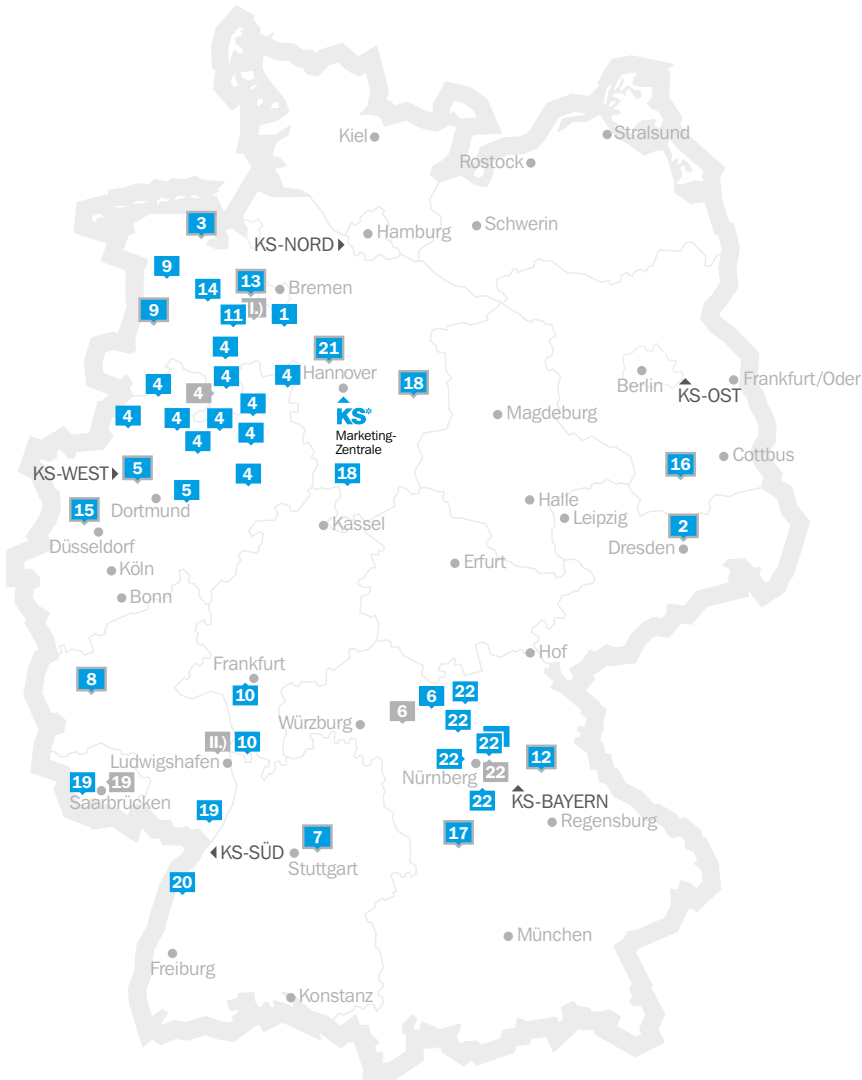 Kiel
Stralsund
Rostock
3
Schwerin
Hamburg
KS-NORD
9
13
14
Bremen
9
II.)
11
1
4
21
Hannover
4
4
18
Berlin
Frankfurt/Oder
4
4
KS-OST
4
KS*
Magdeburg
4
4
4
4
Marketing-
Zentrale
4
Cottbus
16
KS-WEST
5
4
18
5
Dortmund
Halle
15
Leipzig
Kassel
2
Düsseldorf
Dresden
Erfurt
Köln
Bonn
Hof
Frankfurt
8
10
6
22
6
22
Würzburg
II.)
10
22
22
12
Ludwigshafen
Nürnberg
22
19
19
Saarbrücken
22
KS-BAYERN
19
Regensburg
17
7
KS-SÜD
Stuttgart
20
München
Freiburg
Konstanz